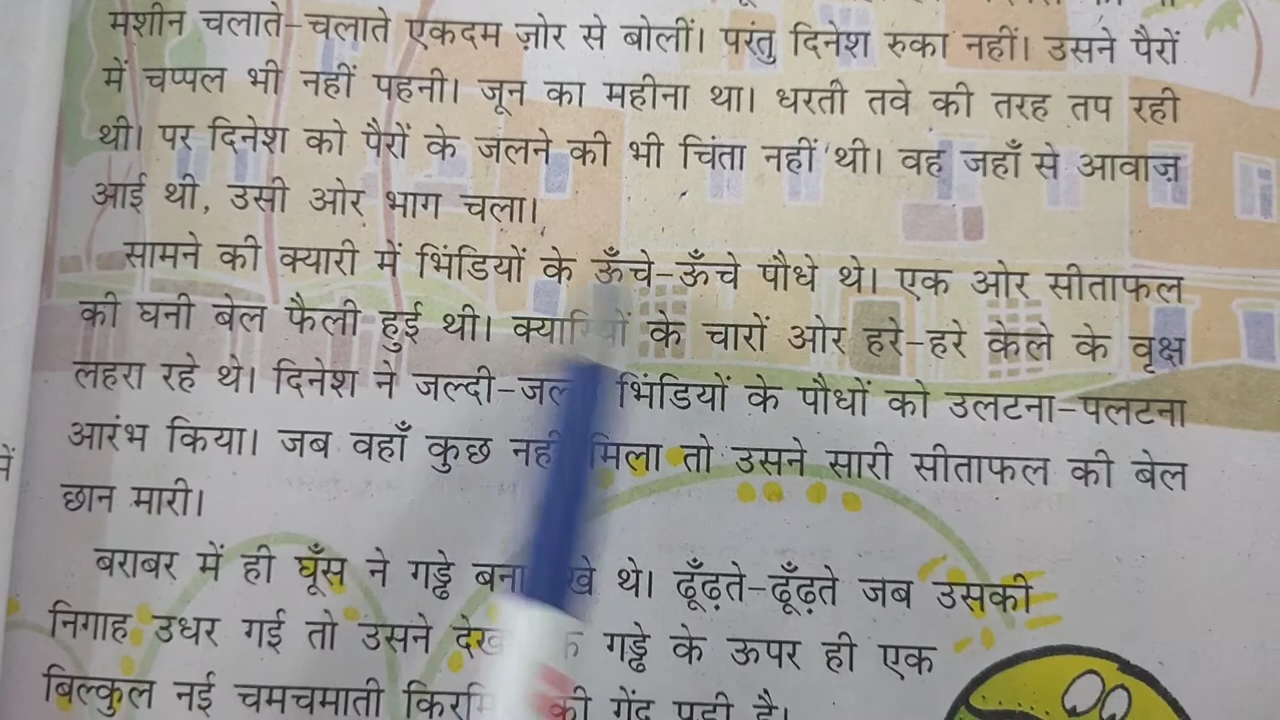 मशीन चलाते-चलाते एकदम ज़ोर से बोलीं। परंतु दिनेश रुका नहीं। उसने पैरों
में चप्पल भी नहीं पहनी। जून का महीना था। धरती तवे की तरह तप रही
थी। पर दिनेश को पैरों के जलने की भी चिंता नहीं थी। वह जहाँ से आवाज़
आई थी, उसी ओर भाग चला।
सामने की क्यारी में भिंडियों के ऊँचे-ऊँचे पौधे थे। एक ओर सीताफल
की घनी बेल फैली हुई थी। क्यारियों के चारों ओर हरे-हरे केले के वृक्ष
लहरा रहे थे। दिनेश ने जल्दी- भिंडियों के पौधों को उलटना-पलटना
आरंभ किया। जब वहाँ कुछ नहीं मिला तो उसने सारी सीताफल की बेल
छान मारी।
बराबर में ही घूँस ने गड्ढे बना थे। ढूँढ़ते-ढूँढ़ते जब उसकी
निगाह उधर गई तो उसने गड्ढे के ऊपर ही एक
बिल्कुल नई चमचमाती की गेंद पड़ी है।
में